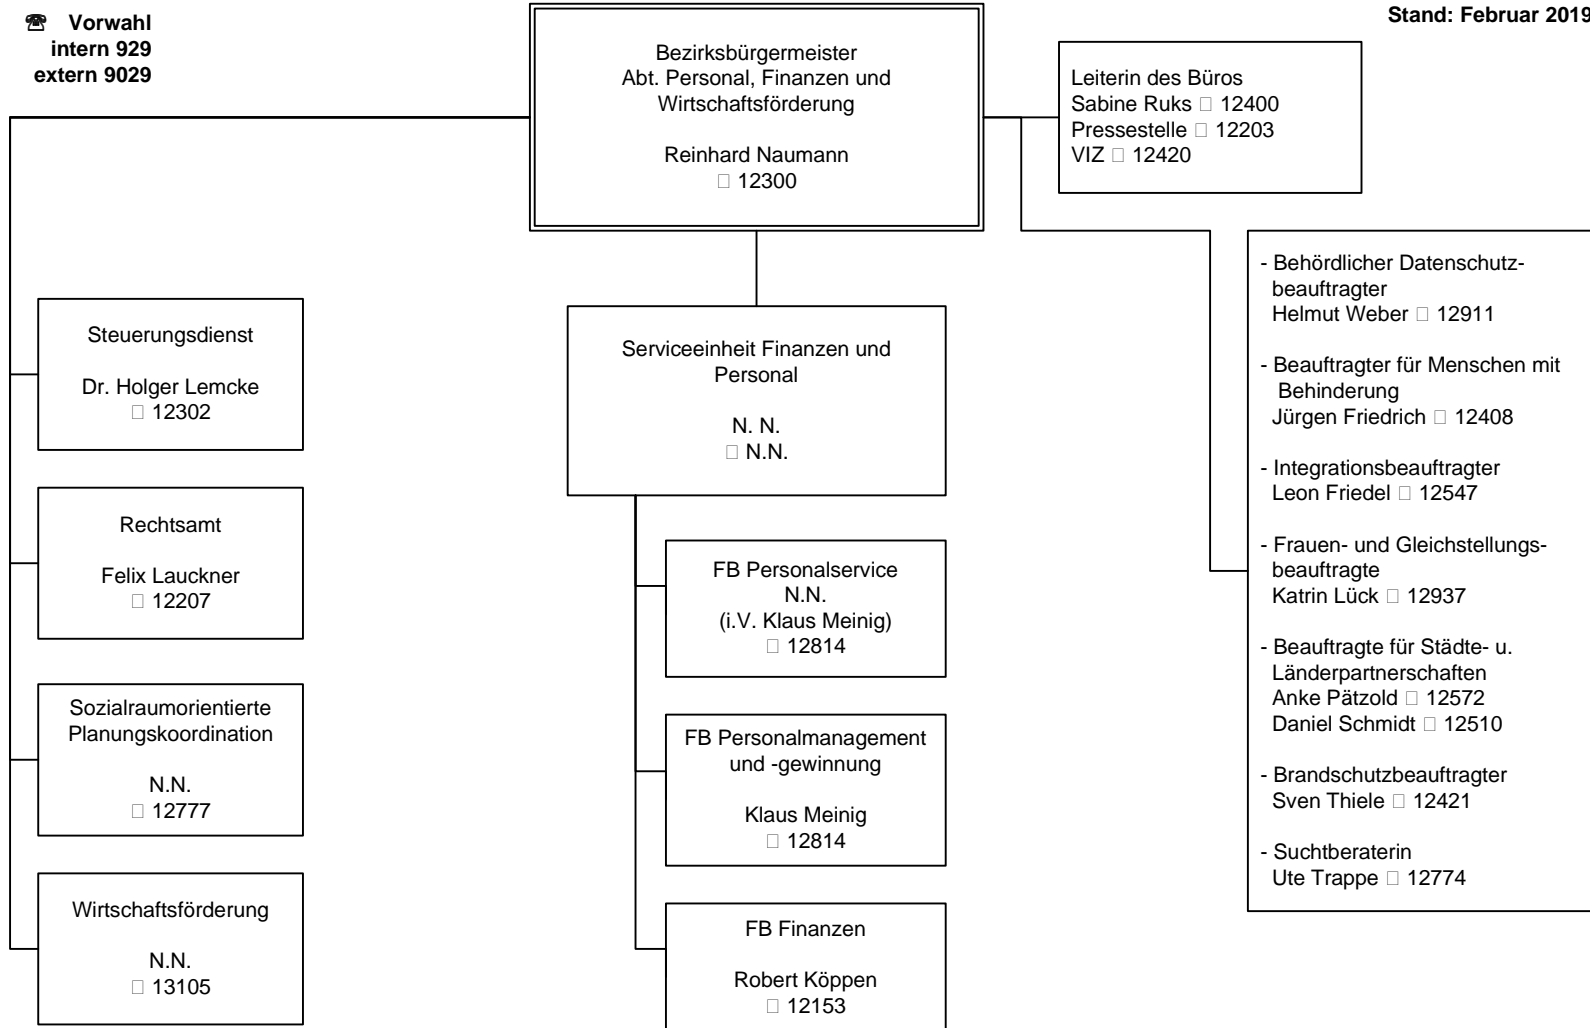 ☎ Vorwahl
intern 929
extern 9029
Stand: Februar 2019
Bezirksbürgermeister
Abt. Personal, Finanzen und
Wirtschaftsförderung
Reinhard Naumann
□ 12300
Leiterin des Büros
Sabine Ruks □ 12400
Pressestelle □ 12203
VIZ □ 12420
Steuerungsdienst
Dr. Holger Lemcke
□ 12302
Rechtsamt
Felix Lauckner
□ 12207
Sozialraumorientierte
Planungskoordination
N.N.
□ 12777
Wirtschaftsförderung
N.N.
□ 13105
Serviceeinheit Finanzen und
Personal
N. N.
□ N.N.
FB Personalservice
N.N.
(i.V. Klaus Meinig)
□ 12814
FB Personalmanagement
und -gewinnung
Klaus Meinig
□ 12814
FB Finanzen
Robert Köppen
□ 12153
- Behördlicher Datenschutz-
beauftragter
Helmut Weber □ 12911
- Beauftragter für Menschen mit
Behinderung
Jürgen Friedrich □ 12408
- Integrationsbeauftragter
Leon Friedel □ 12547
- Frauen- und Gleichstellungs-
beauftragte
Katrin Lück □ 12937
- Beauftragte für Städte- u.
Länderpartnerschaften
Anke Pätzold □ 12572
Daniel Schmidt □ 12510
- Brandschutzbeauftragter
Sven Thiele □ 12421
- Suchtberaterin
Ute Trappe □ 12774